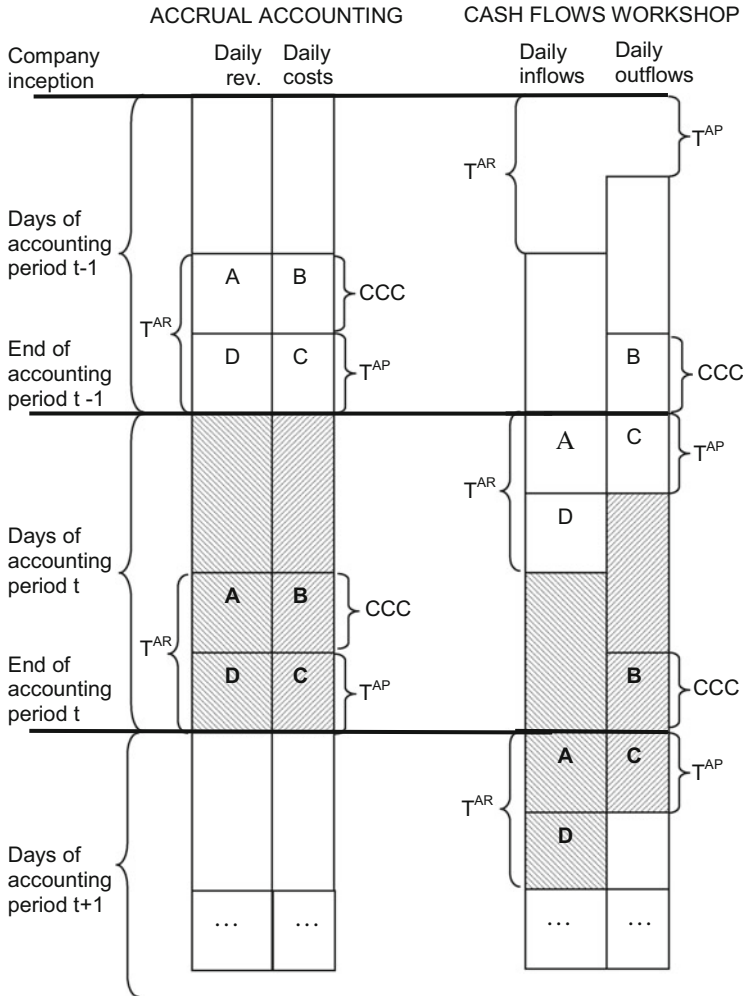 ACCRUAL ACCOUNTING CASH FLOWS WORKSHOP
Company inception
Daily rev.
Daily costs
Daily inflows
Daily outflows
T^AR
T^AP
Days of
accounting
period t-1
A B
CCC
T^AR
End of
accounting
period t -1
D C
T^AP
B
CCC
A C
T^AP
T^AR
D
Days of
accounting
period t
A B
CCC
T^AR
End of
accounting
period t
D C
T^AP
B
CCC
A C
T^AP
T^AR
D
Days of
accounting
period t+1
... ... ... ...